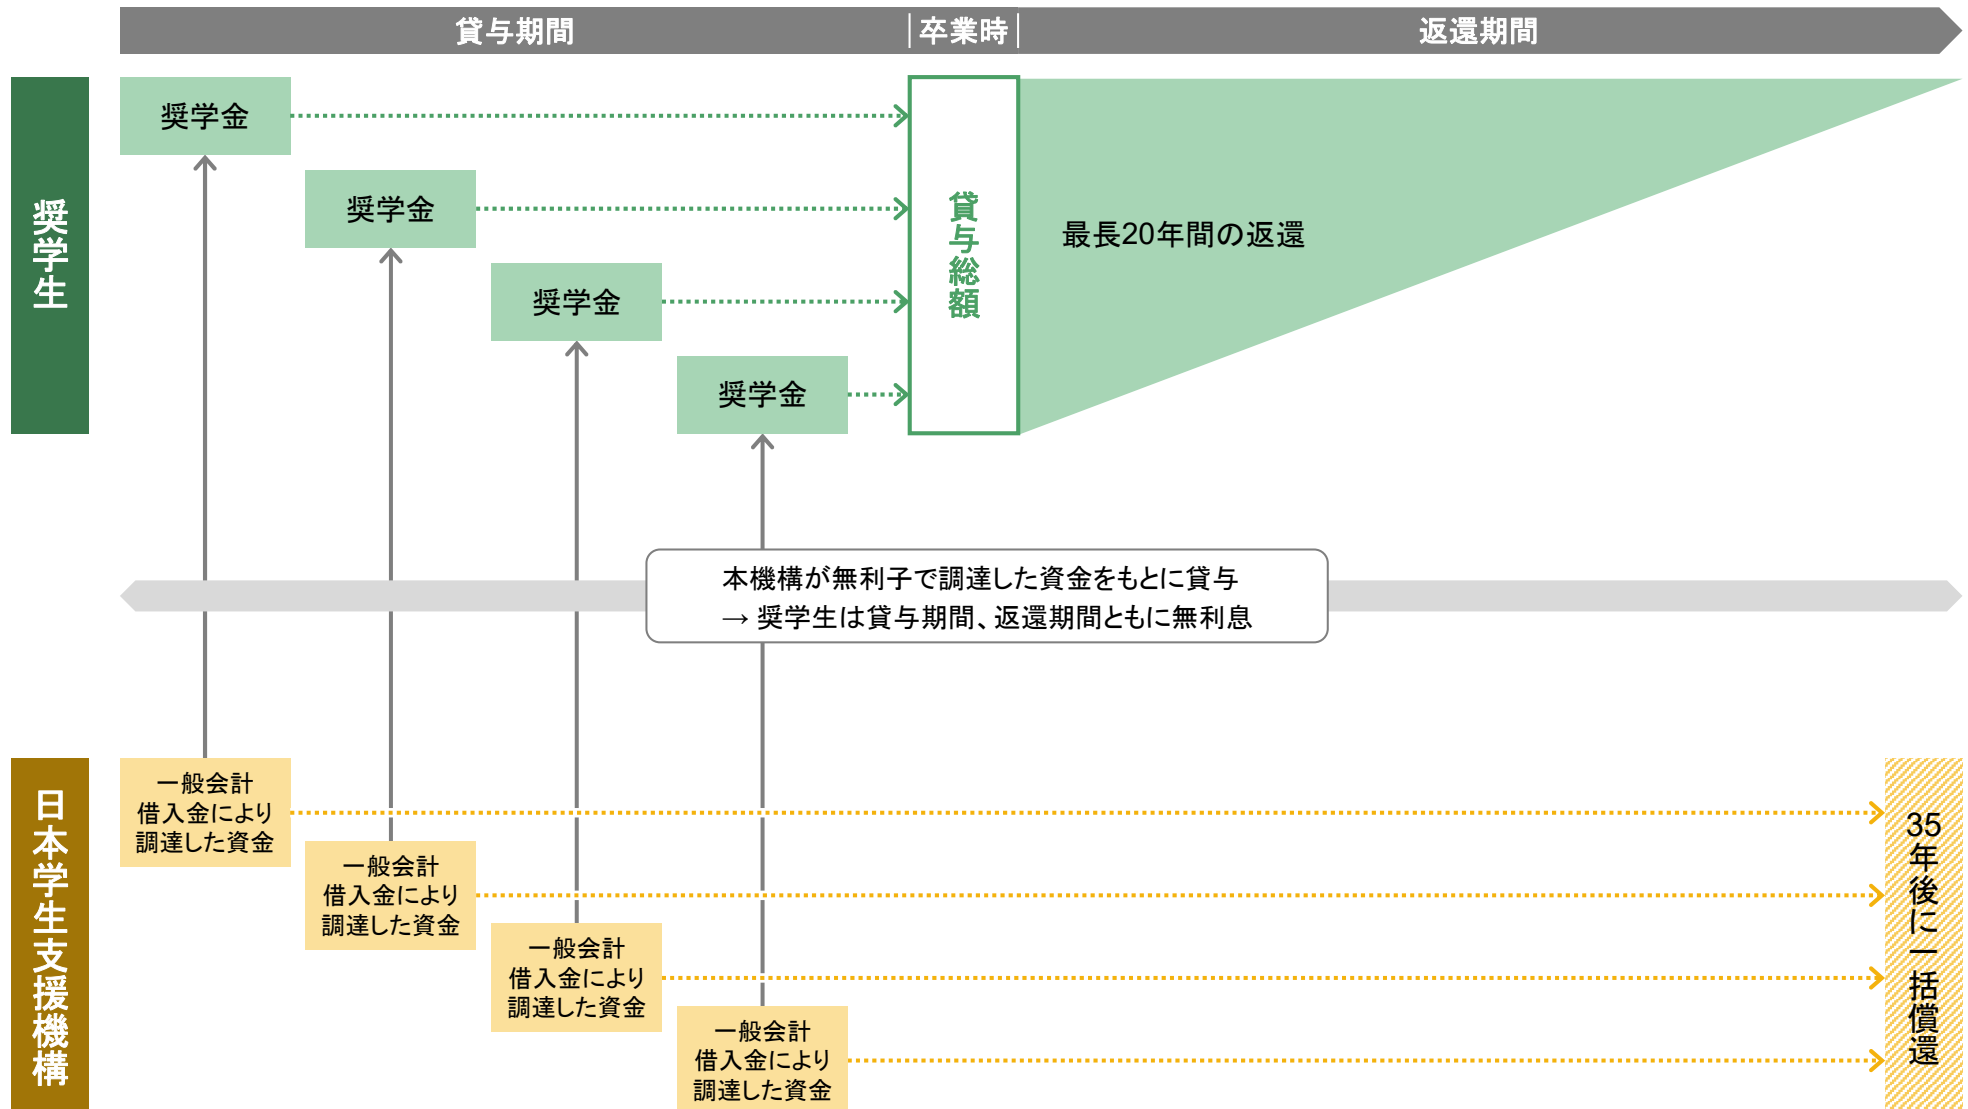 貸与期間
卒業時
返還期間
奨学生
奨学金
奨学金
奨学金
奨学金
貸与総額
最長20年間の返還
本機構が無利子で調達した資金をもとに貸与
→ 奨学生は貸与期間、返還期間ともに無利息
日本学生支援機構
一般会計
借入金により
調達した資金
一般会計
借入金により
調達した資金
一般会計
借入金により
調達した資金
一般会計
借入金により
調達した資金
35年後に一括償還